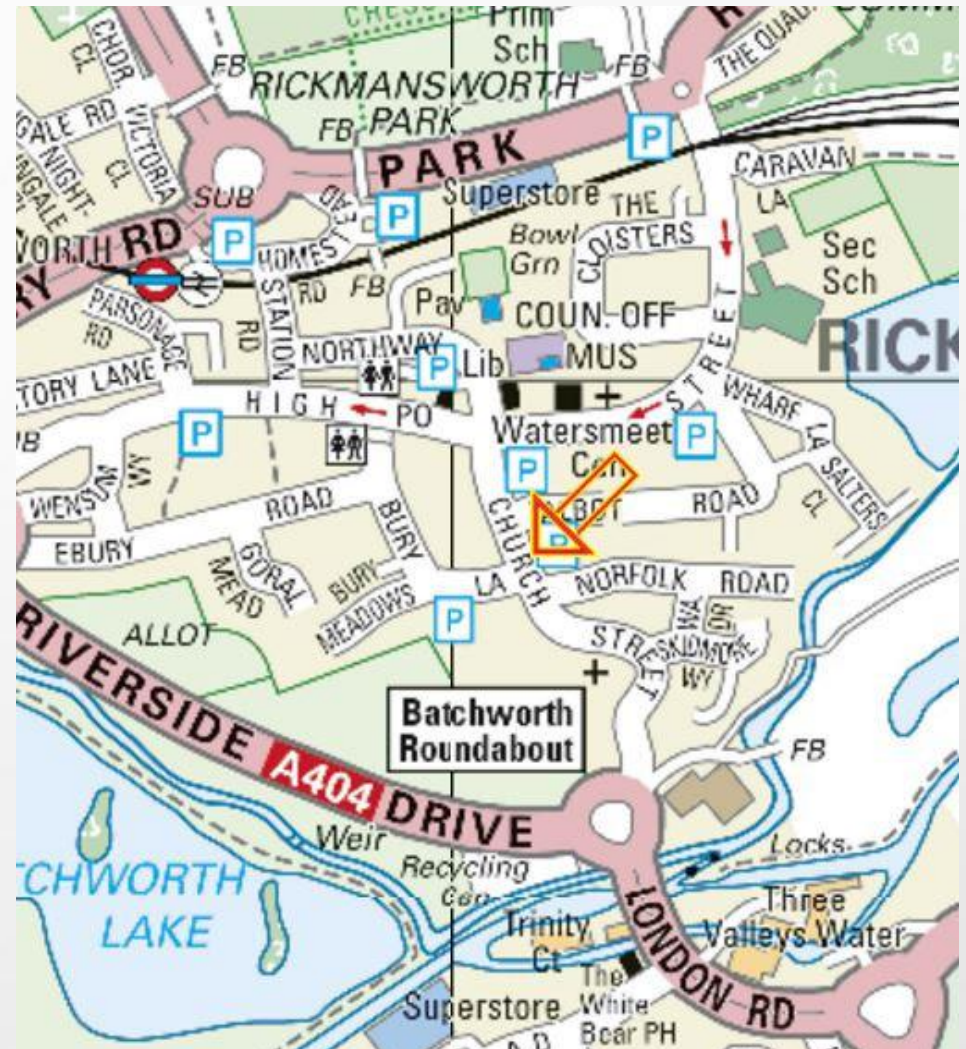 Prim
Sch
CHOR.
CL
VICTORIA
CL
FB
RICKMANSWORTH
PARK
FB
FB
THE QUAD.
NIGHT-
SUB
PARK
P
CARAVAN
LA
Superstore
THE
CLOISTERS
Bowl
Grn
Sec
Sch
RD
P
P
HOMESTEAD
RD
FB
Pav
COUN. OFF
MUS
RICK
PARSONAGE
RD
STATION
RD
NORTHWAY
P
Lib
STREET
TORY LANE
HIGH
PO
P
Watersmeet
P
P
WHARF
LA
SALTERS
CL
WENSUM
WY
ROAD
EBURY
BURY
CHURCH
ROAD
GORAL
MEAD
BURY
MEADOWS
LA
P
P
NORFOLK
ROAD
ALLOT
STREET
WA
DR
SKIDMORE
WY
RIVERSIDE
A404
DRIVE
Batchworth
Roundabout
FB
Weir
Recycling
Cen
Locks
TCHWORTH
LAKE
Trinity
Ct
Three
Valleys Water
LONDON RD
The
White
Bear PH
Superstore